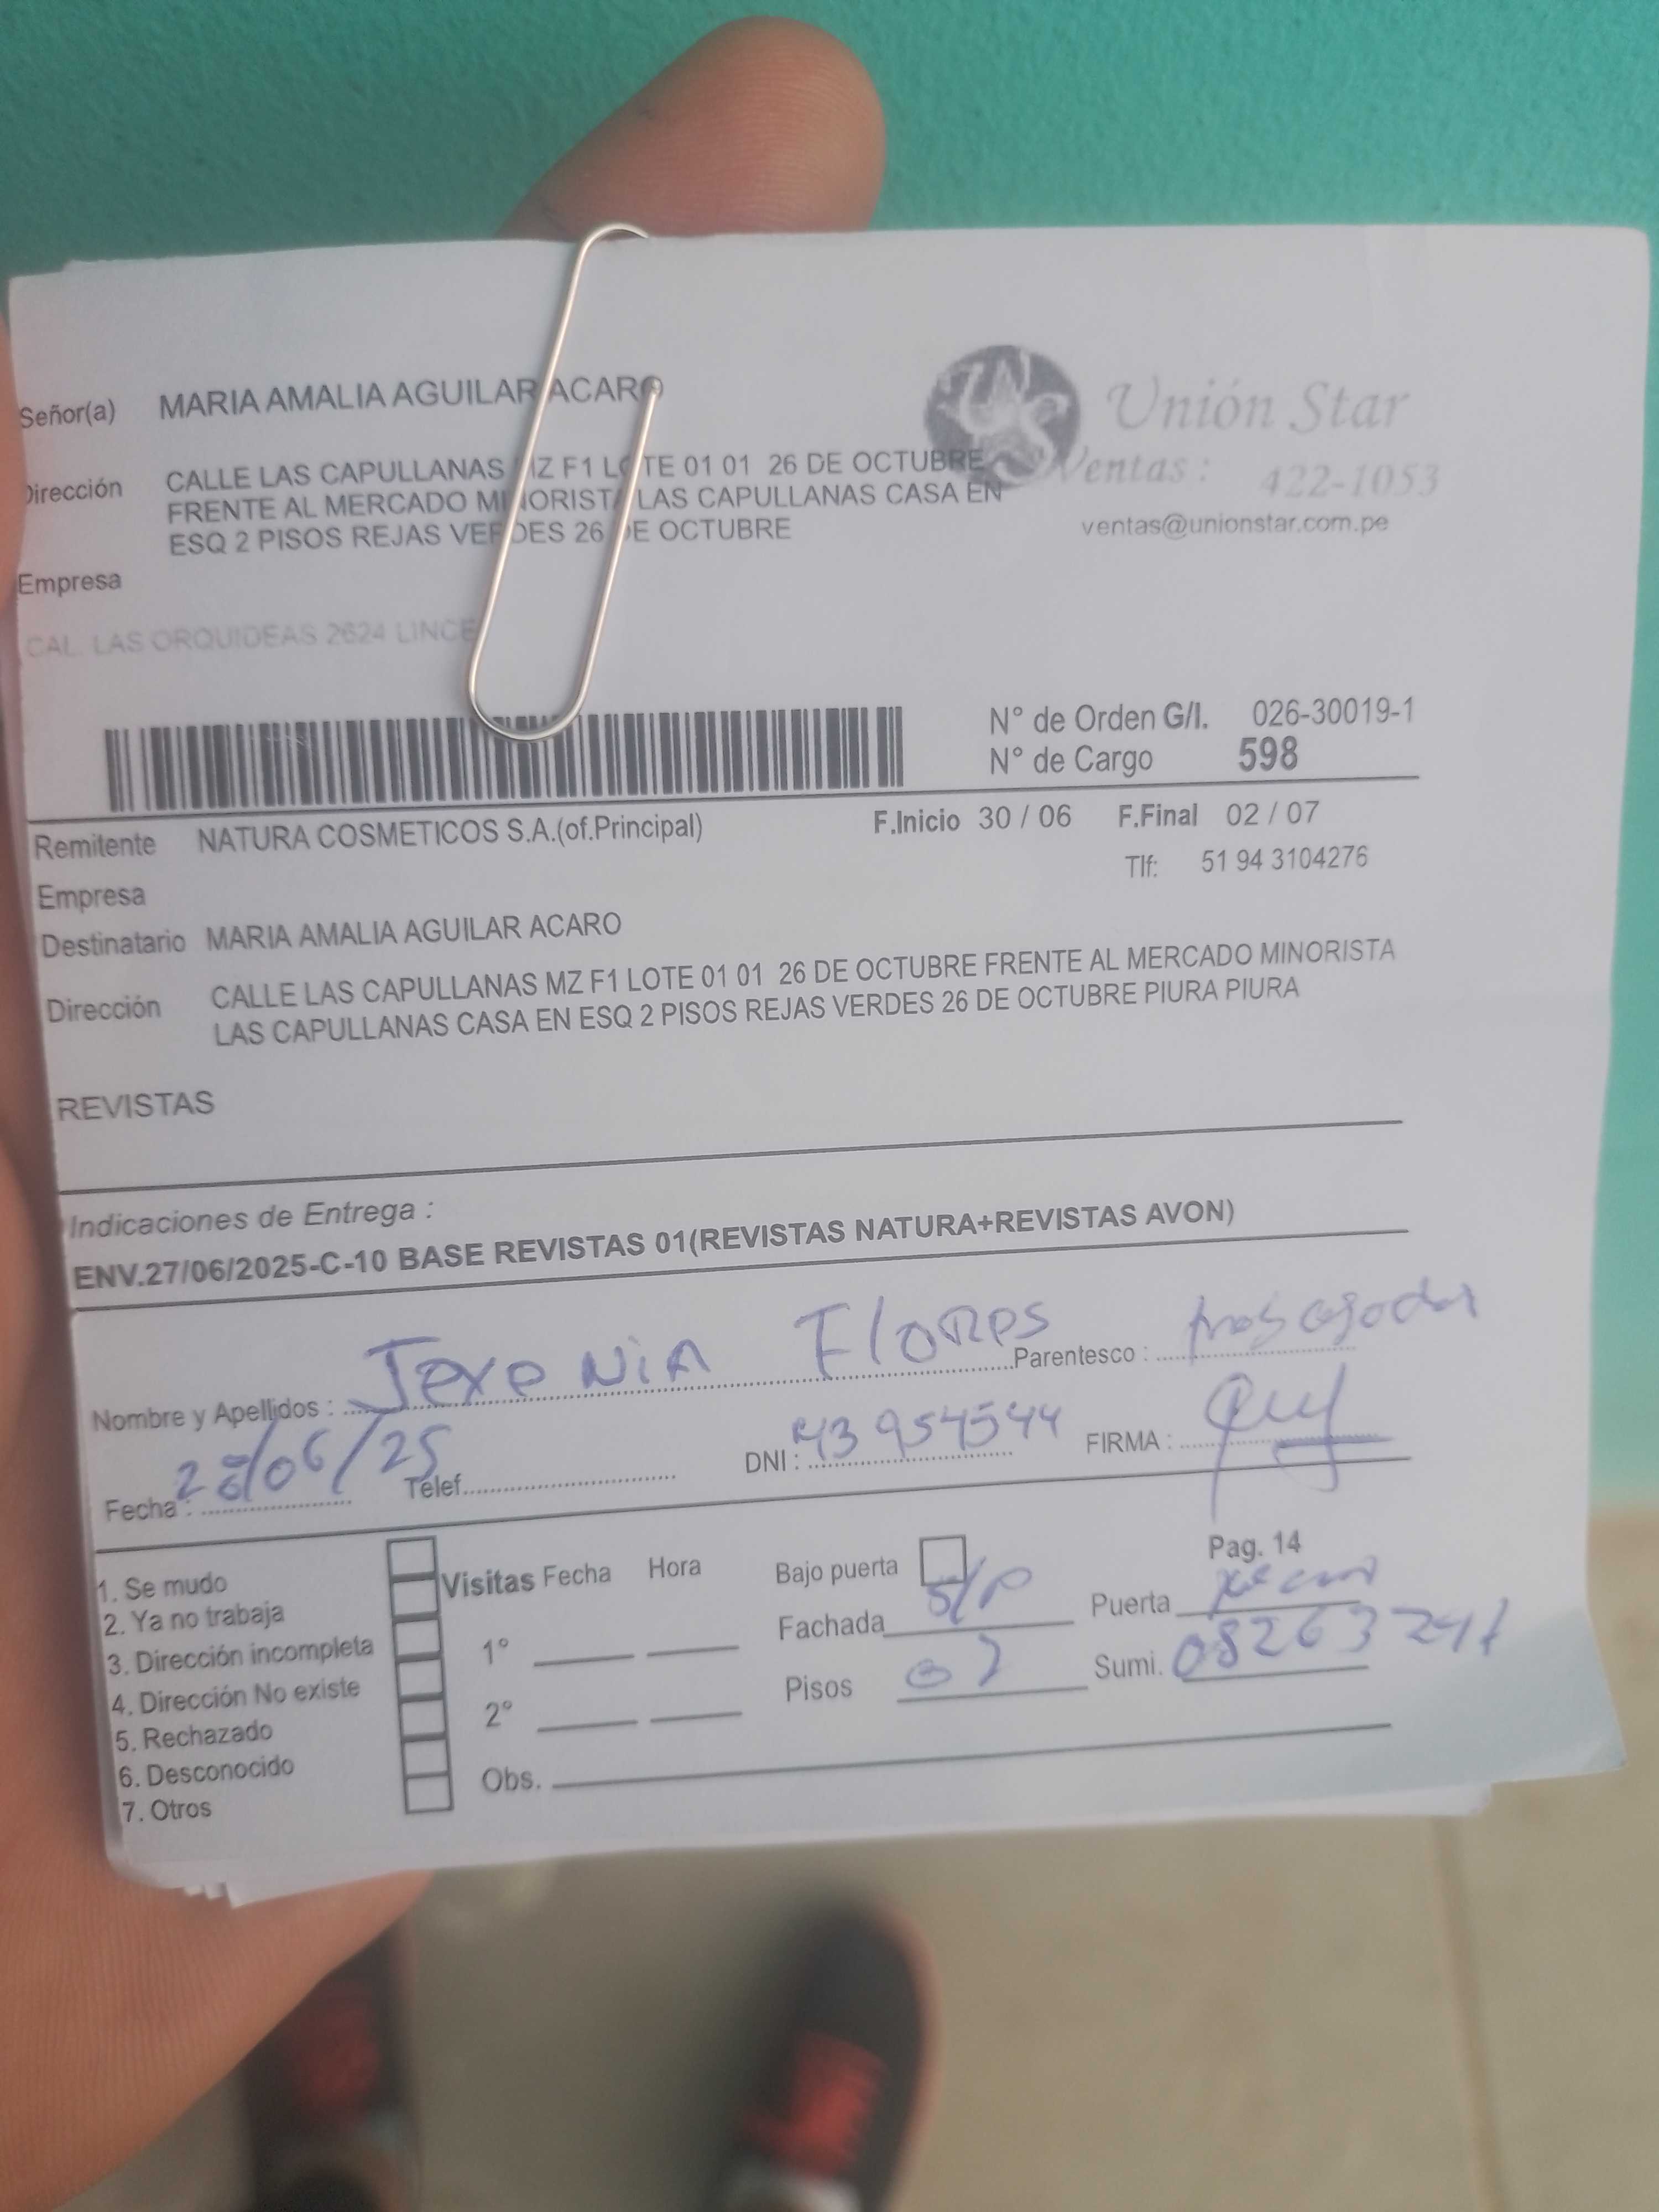 Señor(a) MARIA AMALIA AGUILAR ACARO
Unión Star
Ventas : 422-1053
ventas@unionstar.com.pe
Dirección CALLE LAS CAPULLANAS MZ F1 LOTE 01 01 26 DE OCTUBRE
FRENTE AL MERCADO MINORISTA LAS CAPULLANAS CASA EN
ESQ 2 PISOS REJAS VERDES 26 DE OCTUBRE
Empresa
CAL. LAS ORQUIDEAS 2624 LINCE
N° de Orden G/I. 026-30019-1
N° de Cargo 598
Remitente NATURA COSMETICOS S.A.(of.Principal) F.Inicio 30 / 06 F.Final 02 / 07
Tlf: 51 94 3104276
Empresa
Destinatario MARIA AMALIA AGUILAR ACARO
Dirección CALLE LAS CAPULLANAS MZ F1 LOTE 01 01 26 DE OCTUBRE FRENTE AL MERCADO MINORISTA
LAS CAPULLANAS CASA EN ESQ 2 PISOS REJAS VERDES 26 DE OCTUBRE PIURA PIURA
REVISTAS
Indicaciones de Entrega :
ENV.27/06/2025-C-10 BASE REVISTAS 01(REVISTAS NATURA+REVISTAS AVON)
Nombre y Apellidos : Flores Parentesco :
Fecha : 28/06/25 Telef. DNI : 43954544 FIRMA :
Pag. 14
1. Se mudo
2. Ya no trabaja
3. Dirección incompleta
4. Dirección No existe
5. Rechazado
6. Desconocido
7. Otros
Visitas Fecha Hora
1°
2°
Obs.
Bajo puerta
Fachada S/P Puerta
Pisos 02 Sumi.